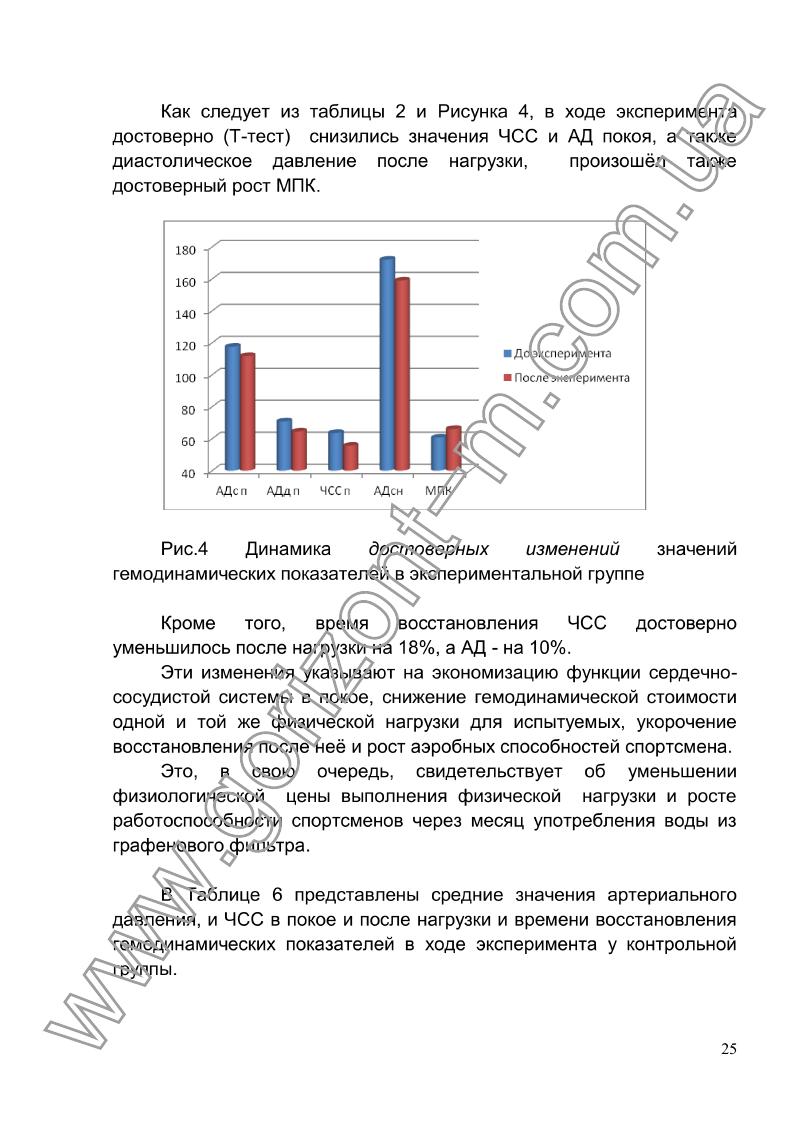 Как следует из таблицы 2 и Рисунка 4, в ходе эксперимента
достоверно (Т-тест) снизились значения ЧСС и АД покоя, а также
диастолическое давление после нагрузки, произошёл также
достоверный рост МПК.
180
160
140
120
100
80
60
40
АДс п АДд п ЧСС п АДсн МПК
До эксперимента
После эксперимента
Рис.4 Динамика достоверных изменений значений
гемодинамических показателей в экспериментальной группе
Кроме того, время восстановления ЧСС достоверно
уменьшилось после нагрузки на 18%, а АД - на 10%.
Эти изменения указывают на экономизацию функции сердечно-
сосудистой системы в покое, снижение гемодинамической стоимости
одной и той же физической нагрузки для испытуемых, укорочение
восстановления после неё и рост аэробных способностей спортсмена.
Это, в свою очередь, свидетельствует об уменьшении
физиологической цены выполнения физической нагрузки и росте
работоспособности спортсменов через месяц употребления воды из
графенового фильтра.
В Таблице 6 представлены средние значения артериального
давления, и ЧСС в покое и после нагрузки и времени восстановления
гемодинамических показателей в ходе эксперимента у контрольной
группы.
25
www.gorizont-m.com.ua